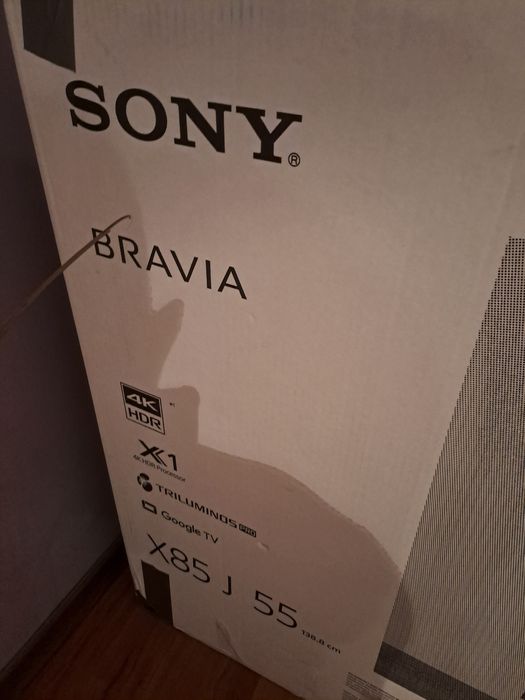 SONY®
BRAVIA
4K
HDR
X1
4K HDR Processor
TRILUMINOS PRO
Google TV
X85 J 55 138.8 cm